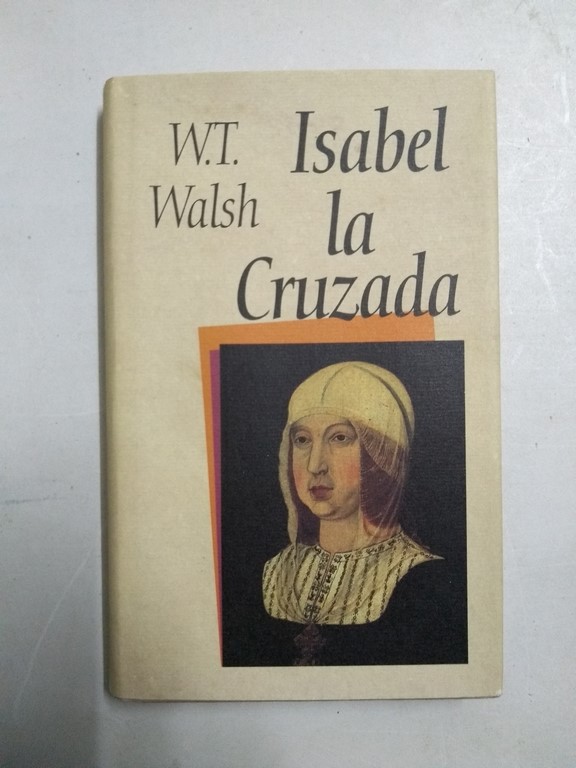 W.T.
Walsh
Isabel
la
Cruzada